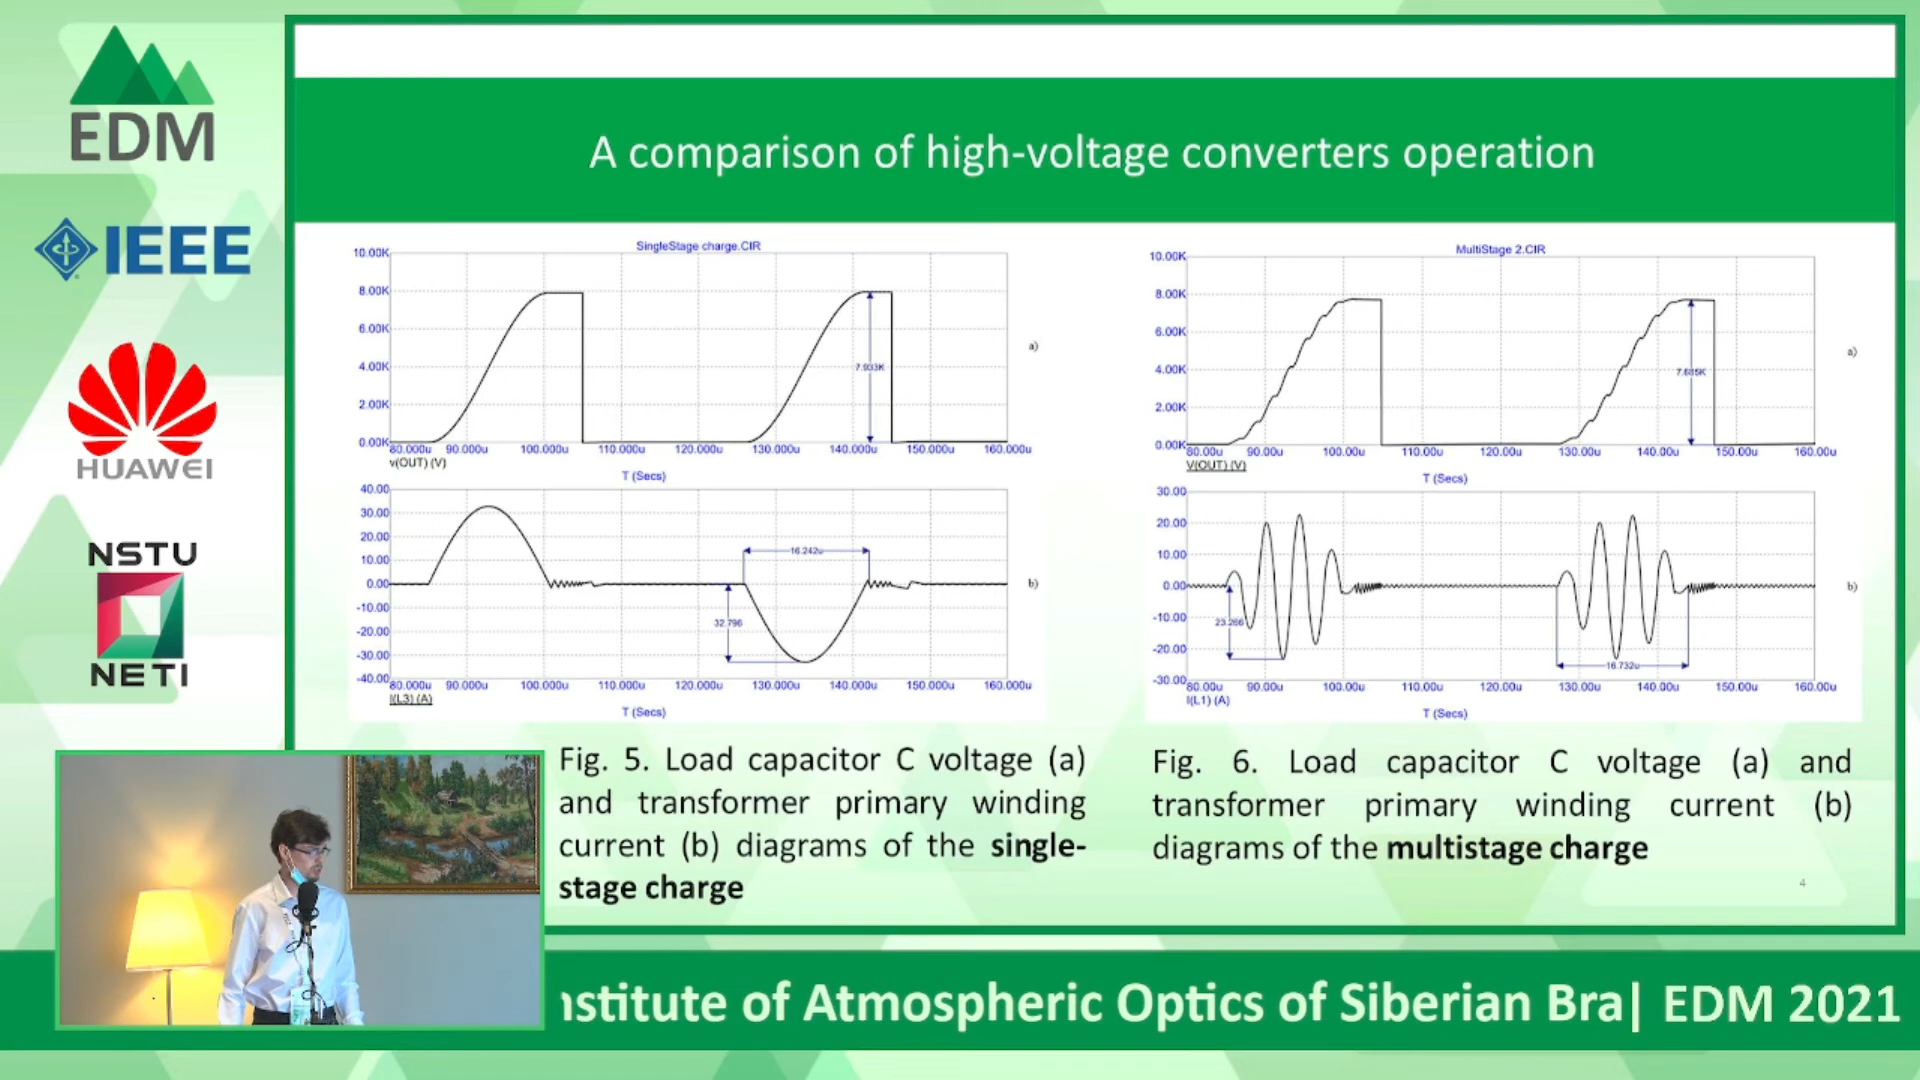 EDM
IEEE
HUAWEI
NSTU
NETI
A comparison of high-voltage converters operation
SingleStage charge.CIR
10.00K
8.00K
6.00K
4.00K
2.00K
0.00K
7.933K
a)
80.000u 90.000u 100.000u 110.000u 120.000u 130.000u 140.000u 150.000u 160.000u
v(OUT) (V)
T (Secs)
40.00
30.00
20.00
10.00
0.00
-10.00
-20.00
-30.00
-40.00
16.242u
32.796
b)
80.000u 90.000u 100.000u 110.000u 120.000u 130.000u 140.000u 150.000u 160.000u
I(L3) (A)
T (Secs)
Fig. 5. Load capacitor C voltage (a)
and transformer primary winding
current (b) diagrams of the single-
stage charge
MultiStage 2.CIR
10.00K
8.00K
6.00K
4.00K
2.00K
0.00K
7.685K
a)
80.00u 90.00u 100.00u 110.00u 120.00u 130.00u 140.00u 150.00u 160.00u
V(OUT) (V)
T (Secs)
30.00
20.00
10.00
0.00
-10.00
-20.00
-30.00
23.266
16.732u
b)
80.00u 90.00u 100.00u 110.00u 120.00u 130.00u 140.00u 150.00u 160.00u
I(L1) (A)
T (Secs)
Fig. 6. Load capacitor C voltage (a) and
transformer primary winding current (b)
diagrams of the multistage charge
4
nstitute of Atmospheric Optics of Siberian Bra| EDM 2021